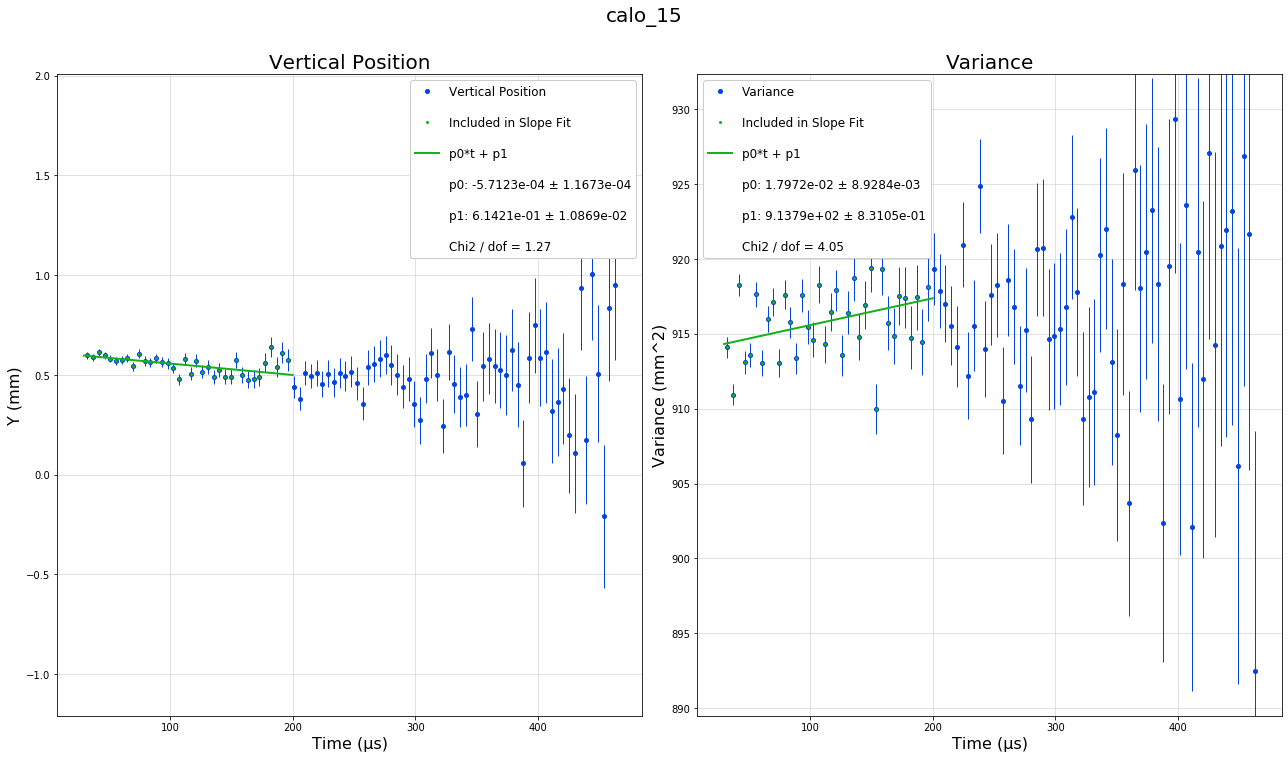 calo_15
Vertical Position
Vertical Position
Included in Slope Fit
p0*t + p1
p0: -5.7123e-04 ± 1.1673e-04
p1: 6.1421e-01 ± 1.0869e-02
Chi2 / dof = 1.27
Y (mm)
2.0
1.5
1.0
0.5
0.0
−0.5
−1.0
100 200 300 400
Time (μs)
Variance
Variance
Included in Slope Fit
p0*t + p1
p0: 1.7972e-02 ± 8.9284e-03
p1: 9.1379e+02 ± 8.3105e-01
Chi2 / dof = 4.05
Variance (mm^2)
930
925
920
915
910
905
900
895
890
100 200 300 400
Time (μs)